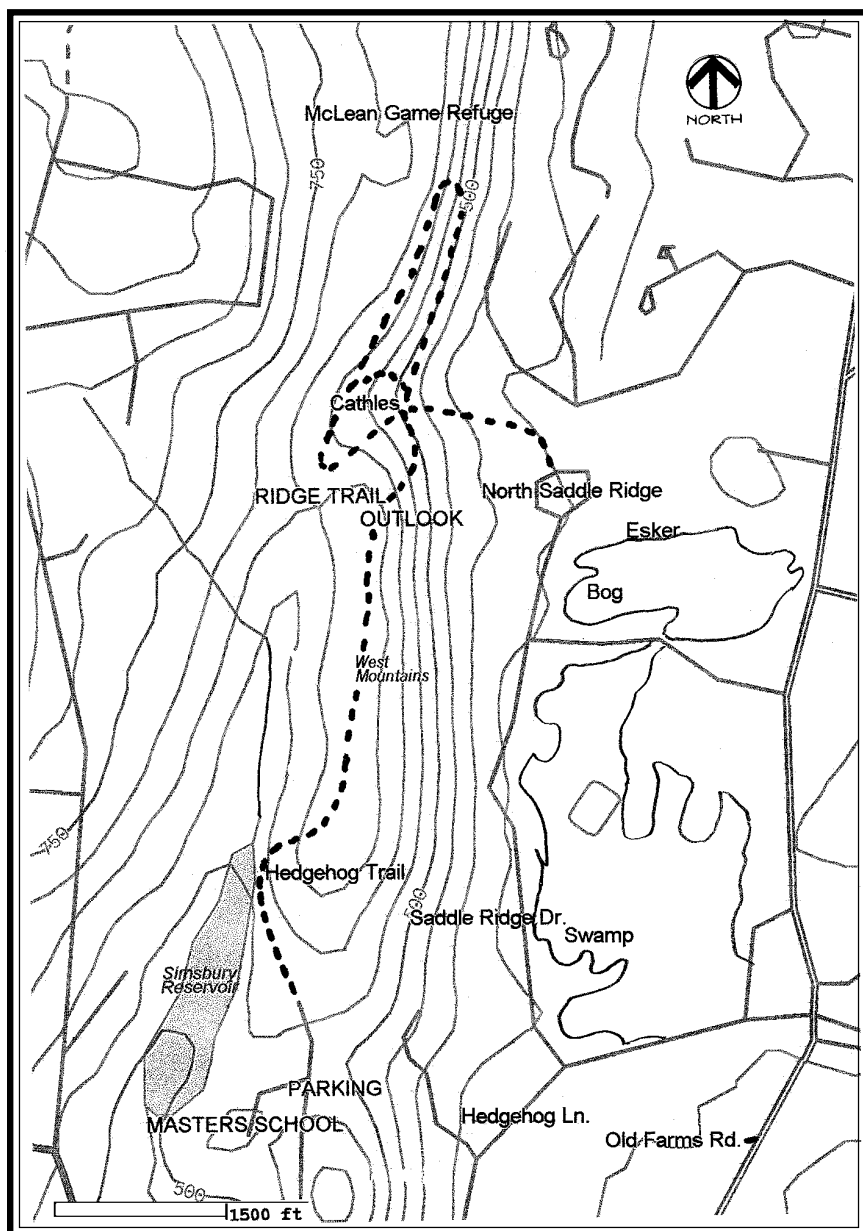 McLean Game Refuge
NORTH
750
500
Cathles
RIDGE TRAIL
OUTLOOK
North Saddle Ridge
Esker
Bog
West
Mountains
750
Hedgehog Trail
500
Saddle Ridge Dr.
Swamp
Simsbury
Reservoir
PARKING
MASTERS SCHOOL
Hedgehog Ln.
Old Farms Rd.
500
1500 ft